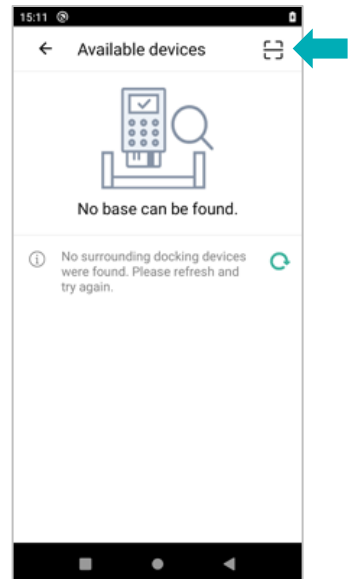 15:11
Available devices
No base can be found.
No surrounding docking devices
were found. Please refresh and
try again.